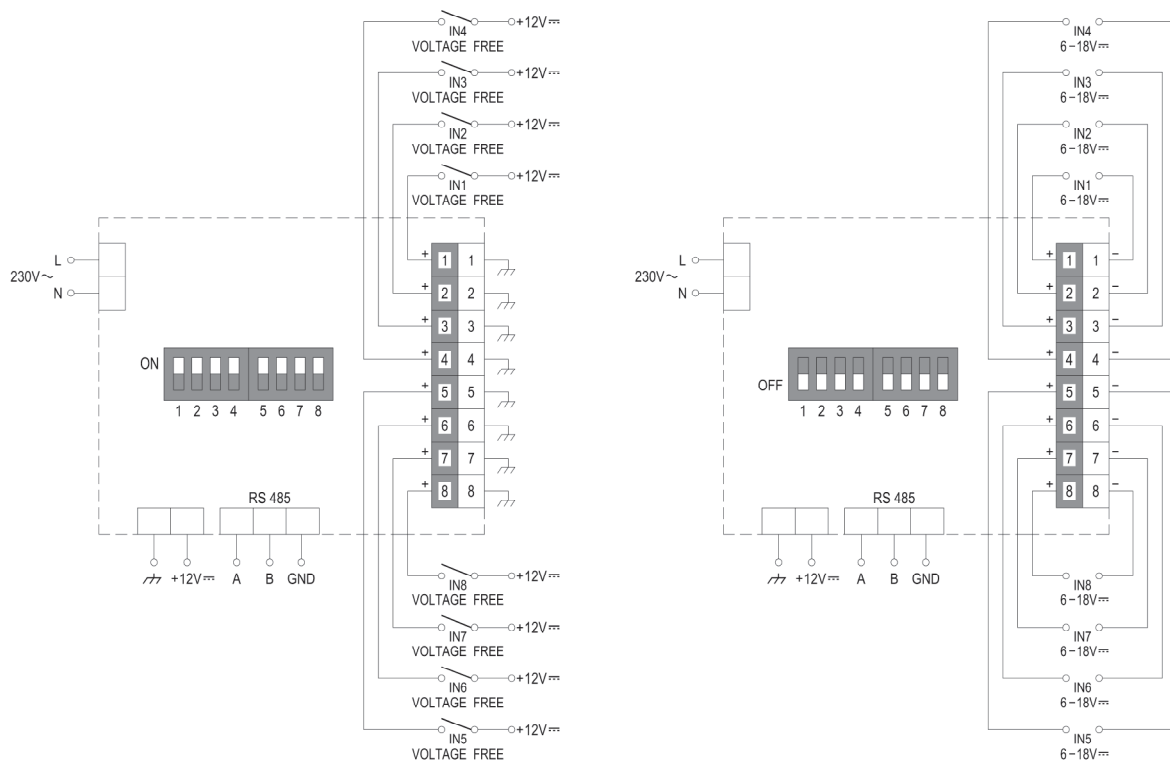 IN4 +12V⎓
VOLTAGE FREE
IN3 +12V⎓
VOLTAGE FREE
IN2 +12V⎓
VOLTAGE FREE
IN1 +12V⎓
VOLTAGE FREE
L
230V~
N
+ 1 1
+ 2 2
+ 3 3
+ 4 4
+ 5 5
+ 6 6
+ 7 7
+ 8 8
ON
1 2 3 4 5 6 7 8
RS 485
+12V⎓ A B GND
IN8 +12V⎓
VOLTAGE FREE
IN7 +12V⎓
VOLTAGE FREE
IN6 +12V⎓
VOLTAGE FREE
IN5 +12V⎓
VOLTAGE FREE
IN4
6-18V⎓
IN3
6-18V⎓
IN2
6-18V⎓
IN1
6-18V⎓
L
230V~
N
+ 1 1 −
+ 2 2 −
+ 3 3 −
+ 4 4 −
+ 5 5 −
+ 6 6 −
+ 7 7 −
+ 8 8 −
OFF
1 2 3 4 5 6 7 8
RS 485
+12V⎓ A B GND
IN8
6-18V⎓
IN7
6-18V⎓
IN6
6-18V⎓
IN5
6-18V⎓